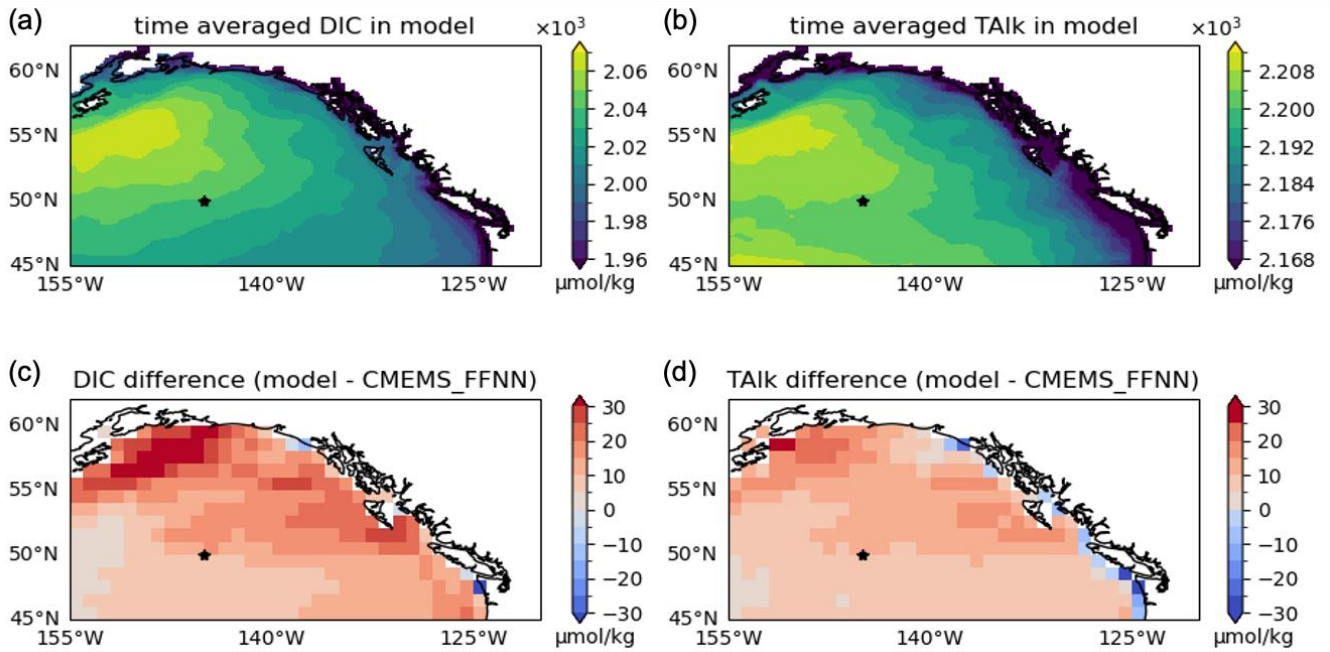 (a)
time averaged DIC in model
×10³
60°N
55°N
50°N
45°N
155°W
140°W
125°W
2.06
2.04
2.02
2.00
1.98
1.96
μmol/kg
(b)
time averaged TAlk in model
×10³
155°W
140°W
125°W
2.208
2.200
2.192
2.184
2.176
2.168
μmol/kg
(c)
DIC difference (model - CMEMS_FFNN)
60°N
55°N
50°N
45°N
155°W
140°W
125°W
30
20
10
0
−10
−20
−30
μmol/kg
(d)
TAlk difference (model - CMEMS_FFNN)
60°N
55°N
50°N
45°N
155°W
140°W
125°W
30
20
10
0
−10
−20
−30
μmol/kg